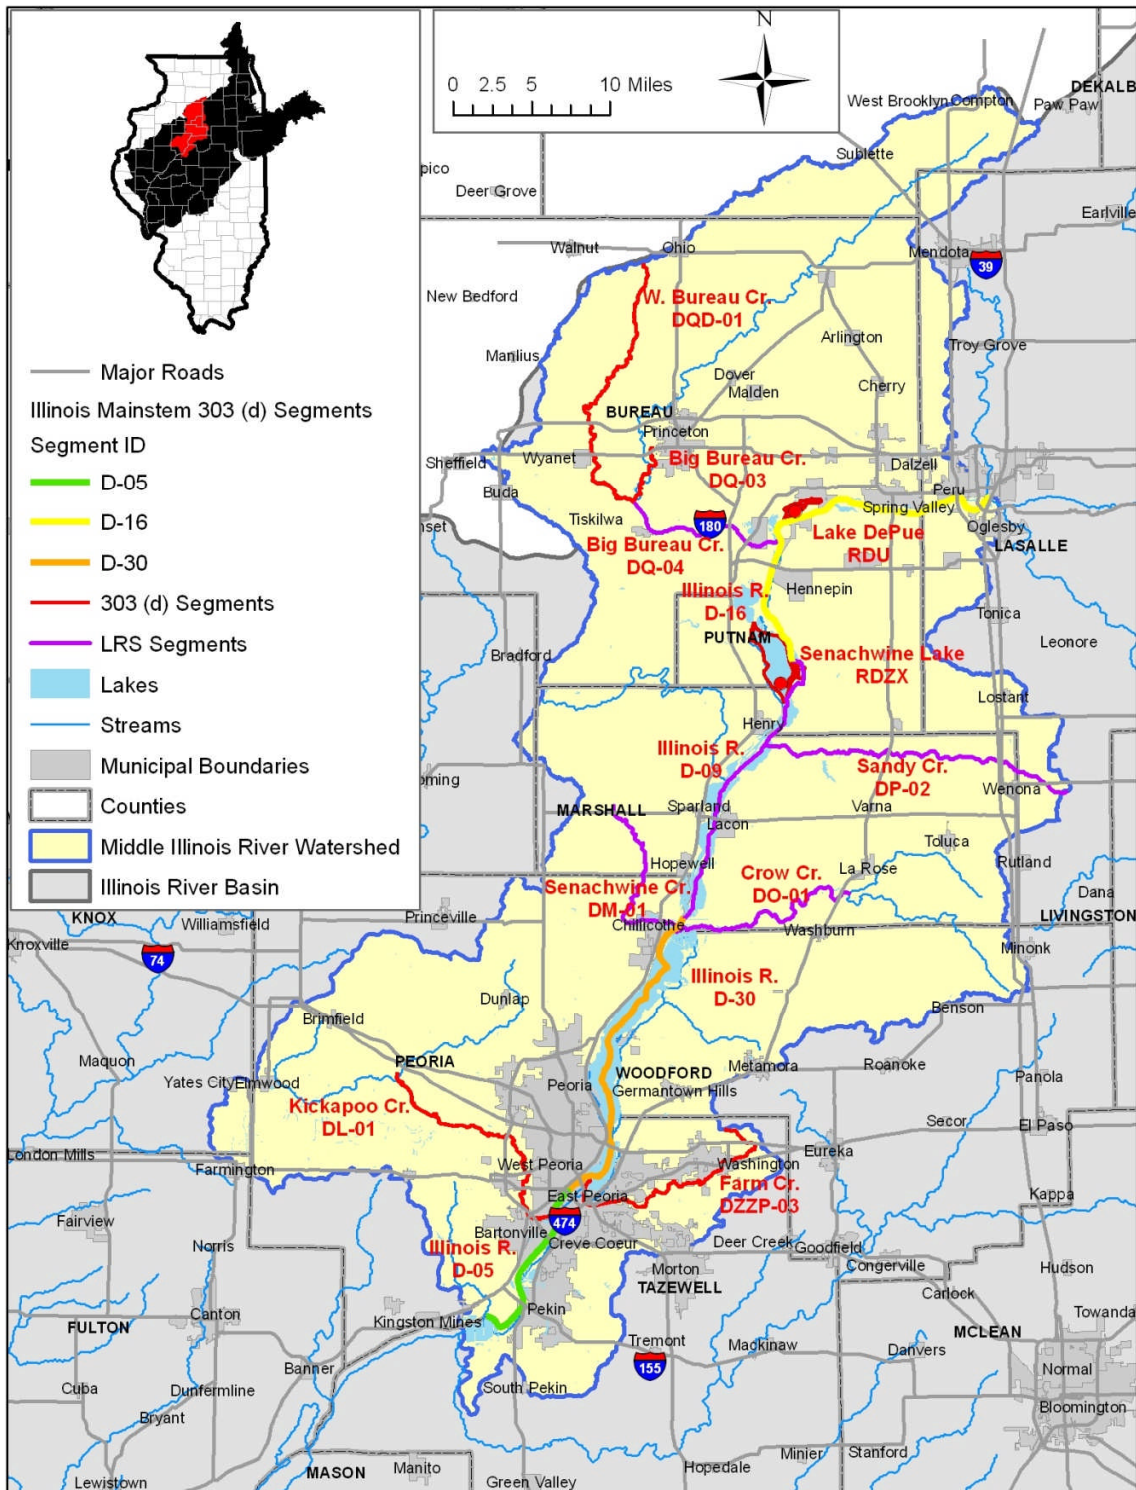 N
0 2.5 5 10 Miles
Major Roads
Illinois Mainstem 303 (d) Segments
Segment ID
D-05
D-16
D-30
303 (d) Segments
LRS Segments
Lakes
Streams
Municipal Boundaries
Counties
Middle Illinois River Watershed
Illinois River Basin
DEKALB
West Brooklyn
Compton
Paw Paw
Sublette
pico
Deer Grove
Earlville
Walnut
Ohio
Mendota
39
New Bedford
W. Bureau Cr.
DQD-01
Manlius
Arlington
Troy Grove
Dover
Malden
Cherry
BUREAU
Princeton
Sheffield
Wyanet
Big Bureau Cr.
DQ-03
Dalzell
Buda
Peru
Spring Valley
Tiskilwa
180
Oglesby
LASALLE
Lake DePue
RDU
Big Bureau Cr.
DQ-04
Illinois R.
D-16
Hennepin
Tonica
Leonore
PUTNAM
Bradford
Senachwine Lake
RDZX
Lostant
Henry
Illinois R.
D-09
Sandy Cr.
DP-02
Wenona
oming
MARSHALL
Sparland
Lacon
Varna
Toluca
Hopewell
La Rose
Rutland
Senachwine Cr.
DM-01
Crow Cr.
DO-01
Dana
KNOX
Williamsfield
Princeville
Chillicothe
Washburn
LIVINGSTON
Knoxville
74
Minonk
Illinois R.
D-30
Dunlap
Benson
Brimfield
Maquon
PEORIA
WOODFORD
Metamora
Roanoke
Panola
Yates City
Elmwood
Peoria
Germantown Hills
Kickapoo Cr.
DL-01
Secor
El Paso
London Mills
Farmington
West Peoria
Washington
Eureka
Farm Cr.
DZZP-03
East Peoria
Kappa
Fairview
474
Norris
Bartonville
Creve Coeur
Deer Creek
Goodfield
Illinois R.
D-05
Congerville
Morton
TAZEWELL
Hudson
Carlock
Canton
Kingston Mines
Pekin
Towanda
FULTON
MCLEAN
Tremont
Mackinaw
Danvers
Banner
155
Normal
Cuba
Dunfermline
South Pekin
Bloomington
Bryant
Minier
Stanford
MASON
Manito
Hopedale
Lewistown
Green Valley